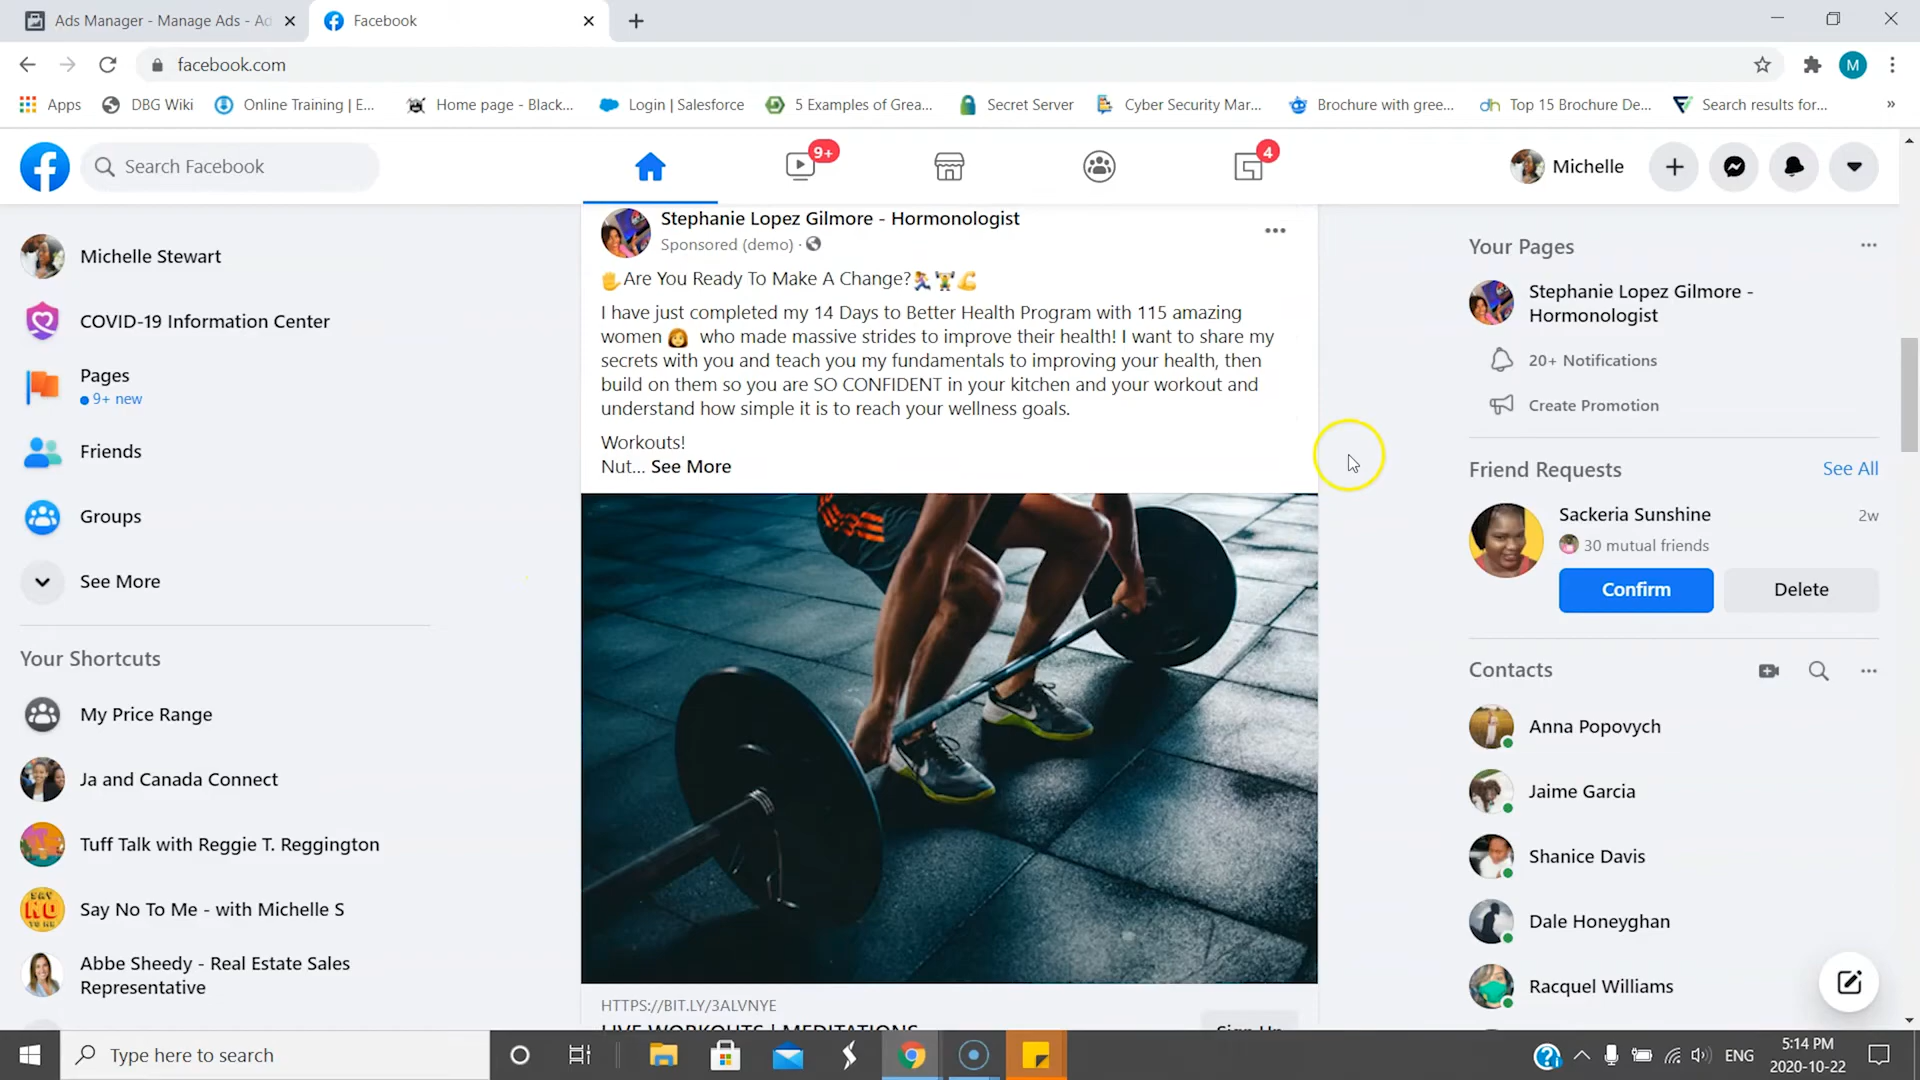 Ads Manager - Manage Ads - Ad
Facebook
facebook.com
M
Apps
DBG Wiki
Online Training | E...
Home page - Black...
Login | Salesforce
5 Examples of Grea...
Secret Server
Cyber Security Mar...
Brochure with gree...
Top 15 Brochure De...
Search results for...
»
Search Facebook
9+
4
Michelle
Michelle Stewart
COVID-19 Information Center
Pages
9+ new
Friends
Groups
See More
Your Shortcuts
My Price Range
Ja and Canada Connect
Tuff Talk with Reggie T. Reggington
SAY NO TO ME
Say No To Me - with Michelle S
Abbe Sheedy - Real Estate Sales
Representative
Stephanie Lopez Gilmore - Hormonologist
Sponsored (demo) ·
✋Are You Ready To Make A Change?🏃‍♀️🏋️💪
I have just completed my 14 Days to Better Health Program with 115 amazing
women 👩 who made massive strides to improve their health! I want to share my
secrets with you and teach you my fundamentals to improving your health, then
build on them so you are SO CONFIDENT in your kitchen and your workout and
understand how simple it is to reach your wellness goals.
Workouts!
Nut... See More
HTTPS://BIT.LY/3ALVNYE
LIVE WORKOUTS | MEDITATIONS
Sign Up
Your Pages
Stephanie Lopez Gilmore -
Hormonologist
20+ Notifications
Create Promotion
Friend Requests
See All
Sackeria Sunshine
2w
30 mutual friends
Confirm
Delete
Contacts
Anna Popovych
Jaime Garcia
Shanice Davis
Dale Honeyghan
Racquel Williams
Type here to search
ENG
5:14 PM
2020-10-22